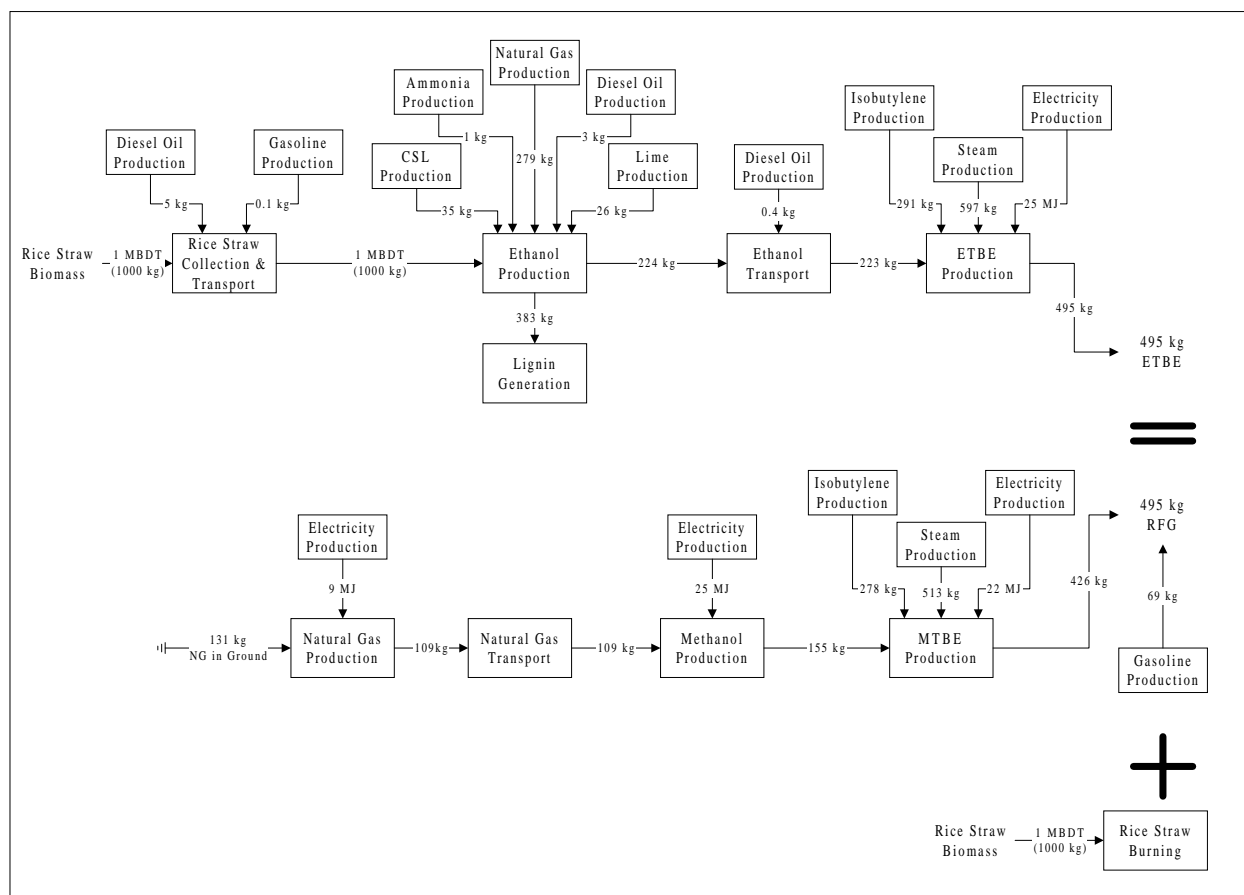 Natural Gas
Production
Ammonia
Production
Diesel Oil
Production
Isobutylene
Production
Electricity
Production
1 kg
3 kg
279 kg
Diesel Oil
Production
Gasoline
Production
CSL
Production
Lime
Production
Diesel Oil
Production
Steam
Production
5 kg
0.1 kg
35 kg
26 kg
0.4 kg
291 kg
597 kg
25 MJ
Rice Straw
Biomass
1 MBDT
(1000 kg)
Rice Straw
Collection &
Transport
1 MBDT
(1000 kg)
Ethanol
Production
224 kg
Ethanol
Transport
223 kg
ETBE
Production
495 kg
383 kg
Lignin
Generation
495 kg
ETBE
=
Isobutylene
Production
Electricity
Production
495 kg
RFG
Electricity
Production
Electricity
Production
Steam
Production
9 MJ
25 MJ
278 kg
513 kg
22 MJ
426 kg
69 kg
131 kg
NG in Ground
Natural Gas
Production
109kg
Natural Gas
Transport
109 kg
Methanol
Production
155 kg
MTBE
Production
Gasoline
Production
+
Rice Straw
Biomass
1 MBDT
(1000 kg)
Rice Straw
Burning